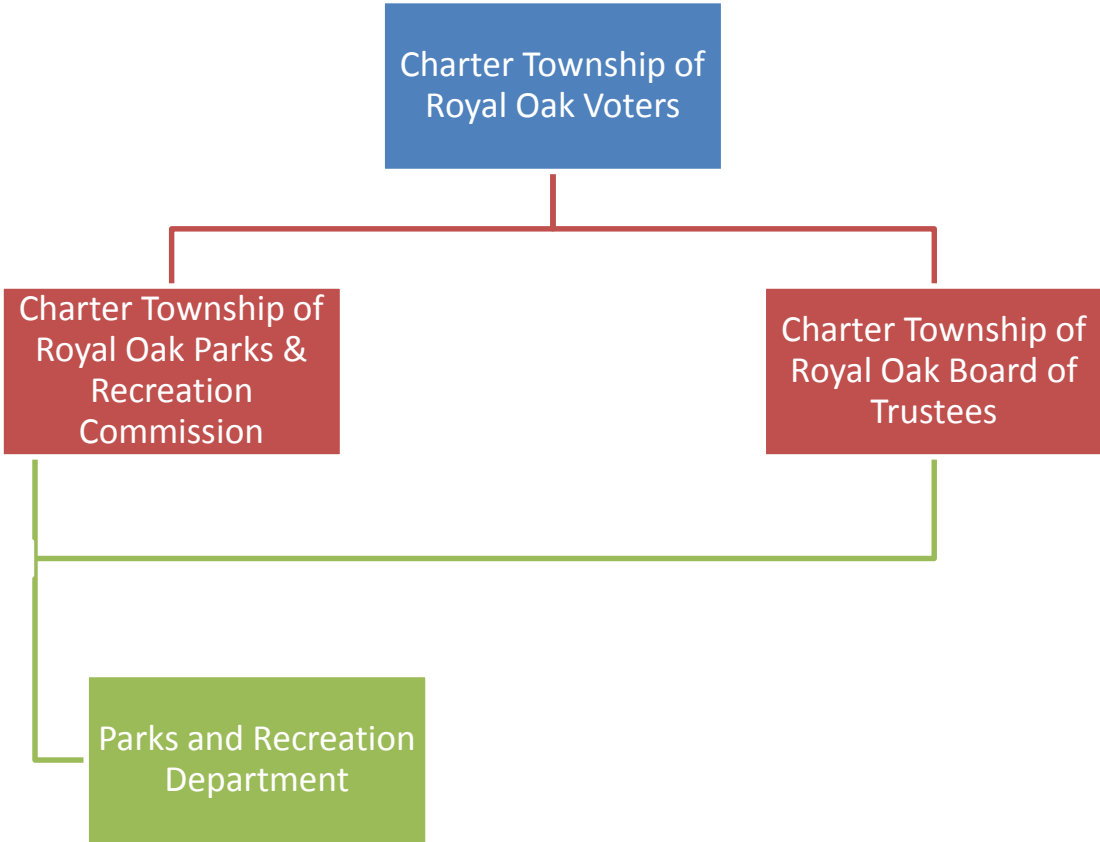 Charter Township of
Royal Oak Voters
Charter Township of
Royal Oak Parks &
Recreation
Commission
Charter Township of
Royal Oak Board of
Trustees
Parks and Recreation
Department